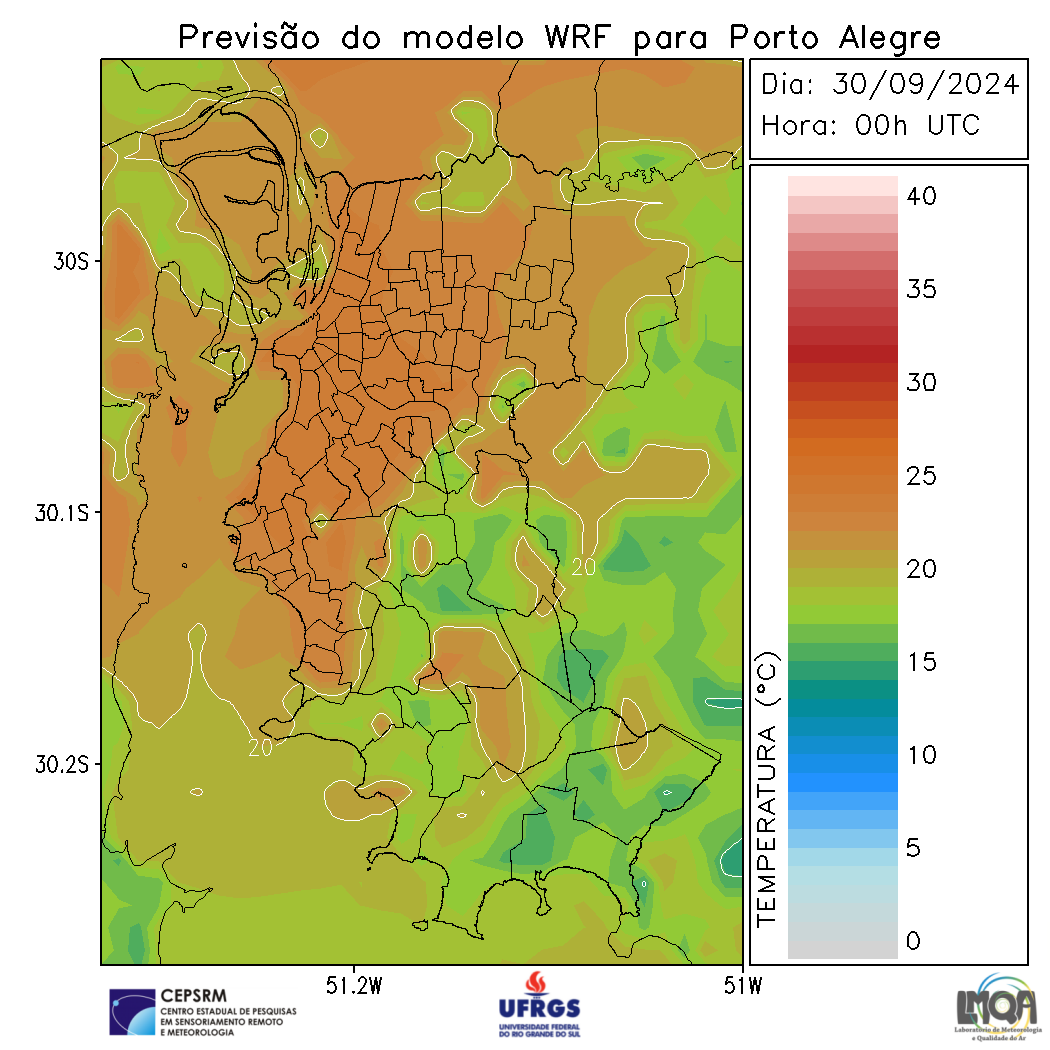 Previsão do modelo WRF para Porto Alegre
Dia: 30/09/2024
Hora: 00h UTC
30S
30.1S
30.2S
51.2W
51W
20
20
TEMPERATURA (°C)
40
35
30
25
20
15
10
5
0
CEPSRM
CENTRO ESTADUAL DE PESQUISAS
EM SENSORIAMENTO REMOTO
E METEOROLOGIA
UFRGS
UNIVERSIDADE FEDERAL
DO RIO GRANDE DO SUL
LMQA
Laboratório de Meteorologia
e Qualidade do Ar